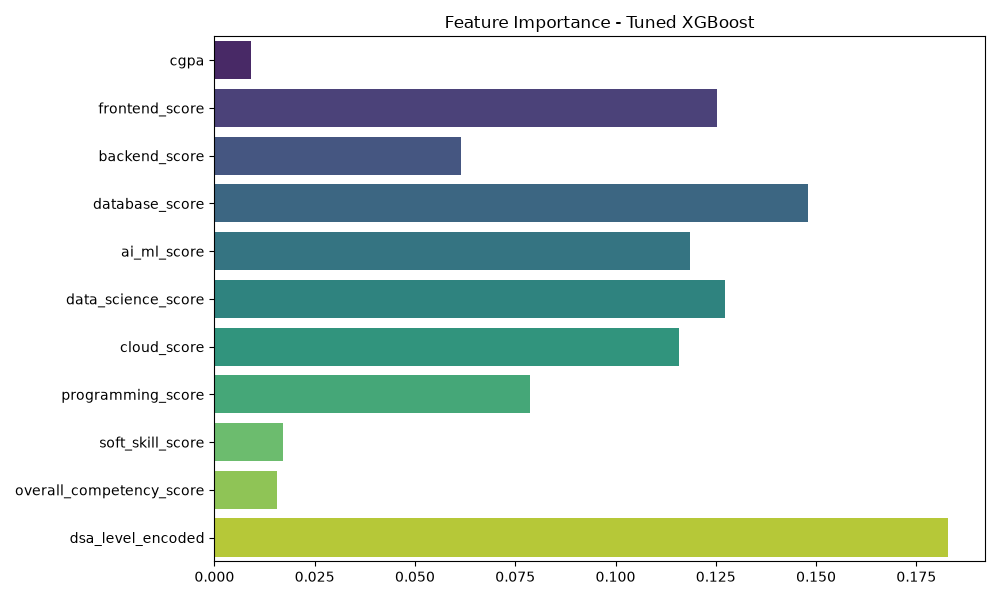 Feature Importance - Tuned XGBoost
cgpa
frontend_score
backend_score
database_score
ai_ml_score
data_science_score
cloud_score
programming_score
soft_skill_score
overall_competency_score
dsa_level_encoded
0.000 0.025 0.050 0.075 0.100 0.125 0.150 0.175